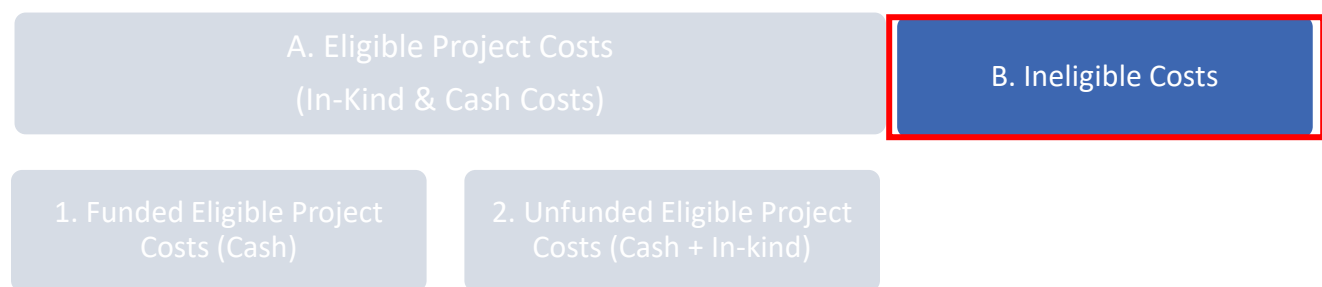 A. Eligible Project Costs
(In-Kind & Cash Costs)
B. Ineligible Costs
1. Funded Eligible Project
Costs (Cash)
2. Unfunded Eligible Project
Costs (Cash + In-kind)